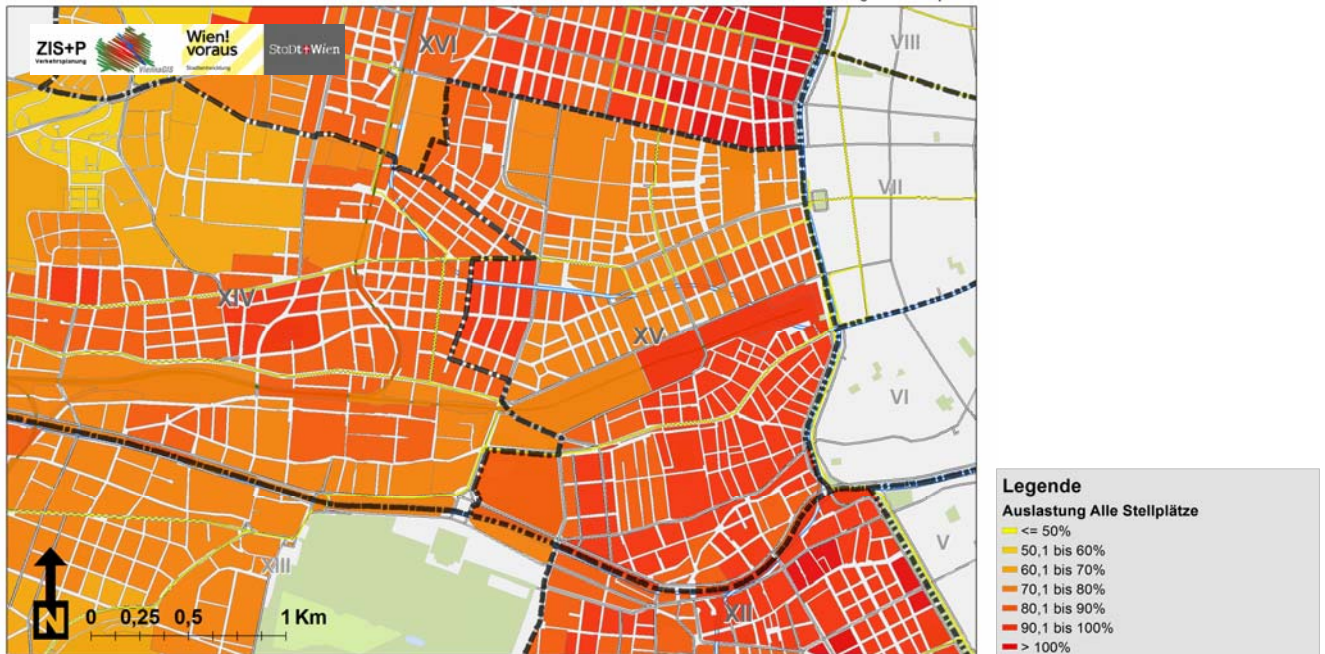 ZIS+P
Verkehrsplanung
ViennaGIS
Wien!
voraus
Stadtentwicklung
StaDt Wien
XVI
VIII
VII
XIV
XV
VI
V
XIII
XII
N
0 0,25 0,5 1 Km
Legende
Auslastung Alle Stellplätze
<= 50%
50,1 bis 60%
60,1 bis 70%
70,1 bis 80%
80,1 bis 90%
90,1 bis 100%
> 100%